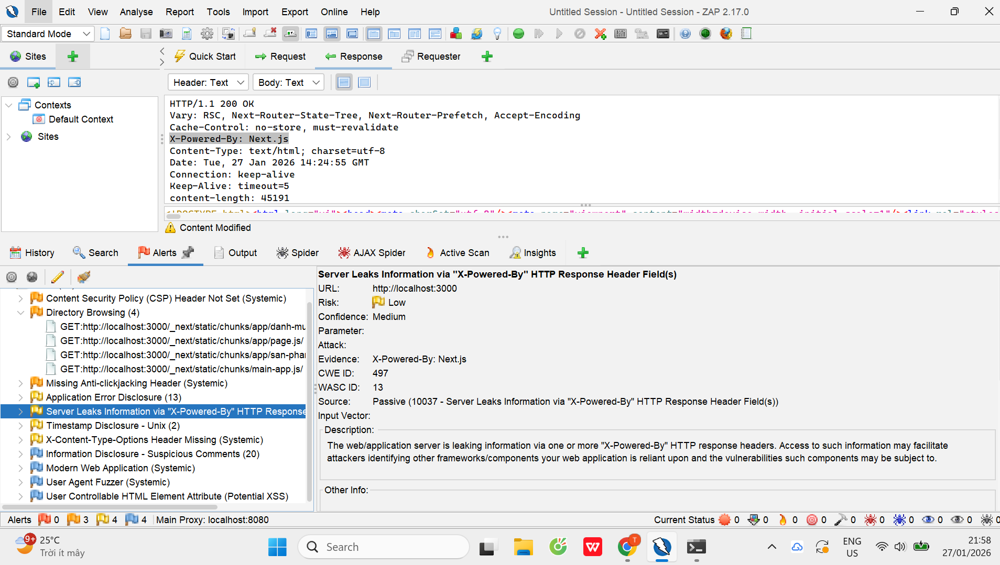 File Edit View Analyse Report Tools Import Export Online Help
Untitled Session - Untitled Session - ZAP 2.17.0
Standard Mode
Sites
Quick Start Request Response Requester
Header: Text Body: Text
Contexts
Default Context
Sites
HTTP/1.1 200 OK
Vary: RSC, Next-Router-State-Tree, Next-Router-Prefetch, Accept-Encoding
Cache-Control: no-store, must-revalidate
X-Powered-By: Next.js
Content-Type: text/html; charset=utf-8
Date: Tue, 27 Jan 2026 14:24:55 GMT
Connection: keep-alive
Keep-Alive: timeout=5
content-length: 45191
Content Modified
History Search Alerts Output Spider AJAX Spider Active Scan Insights
Content Security Policy (CSP) Header Not Set (Systemic)
Directory Browsing (4)
GET:http://localhost:3000/_next/static/chunks/app/danh-mu
GET:http://localhost:3000/_next/static/chunks/app/page.js/
GET:http://localhost:3000/_next/static/chunks/app/san-pha
GET:http://localhost:3000/_next/static/chunks/main-app.js/
Missing Anti-clickjacking Header (Systemic)
Application Error Disclosure (13)
Server Leaks Information via "X-Powered-By" HTTP Response
Timestamp Disclosure - Unix (2)
X-Content-Type-Options Header Missing (Systemic)
Information Disclosure - Suspicious Comments (20)
Modern Web Application (Systemic)
User Agent Fuzzer (Systemic)
User Controllable HTML Element Attribute (Potential XSS)
Server Leaks Information via "X-Powered-By" HTTP Response Header Field(s)
URL: http://localhost:3000
Risk: Low
Confidence: Medium
Parameter:
Attack:
Evidence: X-Powered-By: Next.js
CWE ID: 497
WASC ID: 13
Source: Passive (10037 - Server Leaks Information via "X-Powered-By" HTTP Response Header Field(s))
Input Vector:
Description:
The web/application server is leaking information via one or more "X-Powered-By" HTTP response headers. Access to such information may facilitate
attackers identifying other frameworks/components your web application is reliant upon and the vulnerabilities such components may be subject to.
Other Info:
Alerts 0 3 4 4 Main Proxy: localhost:8080
Current Status 0 0 0 0 0 0 0 0 0 0
9+ 25°C
Trời ít mây
Search
T
ENG
US
21:58
27/01/2026